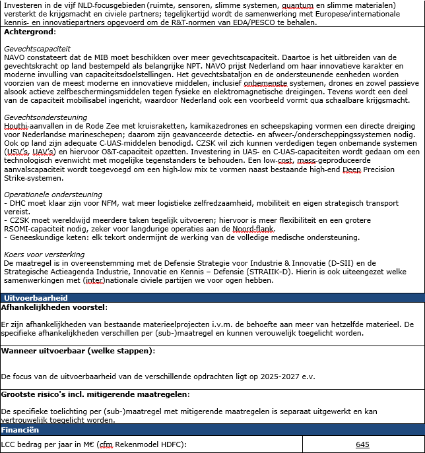 Investeren in de vijf NLD-focusgebieden (ruimte, sensoren, slimme systemen, quantum en slimme materialen)
versterkt de krijgsmacht en civiele partners; tegelijkertijd wordt de samenwerking met Europese/internationale
kennis- en innovatiepartners opgevoerd om de R&T-normen van EDA/PESCO te behalen.
Achtergrond:
Gevechtscapaciteit
NAVO constateert dat de MIB moet beschikken over meer gevechtscapaciteit. Daartoe is het uitbreiden van de
gevechtskracht op land bestempeld als belangrijke NPT. NAVO prijst Nederland om haar innovatieve karakter en
moderne invulling van capaciteitsdoelstellingen. Het gevechtsbataljon en de ondersteunende eenheden worden
voorzien van de meest moderne en innovatieve middelen, inclusief onbemenste systemen, drones en zowel passieve
alsook actieve zelfbeschermingsmiddelen tegen fysieke en elektromagnetische dreigingen. Tevens wordt een deel
van de capaciteit mobilisabel ingericht, waardoor Nederland ook een voorbeeld vormt qua schaalbare krijgsmacht.
Gevechtsondersteuning
Houthi-aanvallen in de Rode Zee met kruisraketten, kamikazedrones en scheepskaping vormen een directe dreiging
voor Nederlandse marineschepen; daarom zijn geavanceerde detectie- en afweer-/onderscheppingssystemen nodig.
Ook op land zijn adequate C-UAS-middelen benodigd. CZSK wil zich kunnen verdedigen tegen onbemande systemen
(USV's, UAV's) en hiervoor O&T-capaciteit opzetten. Investering in UAS- en C-UAS-capaciteiten wordt gedaan om een
technologisch evenwicht met mogelijke tegenstanders te behouden. Een low-cost, mass-geproduceerde
aanvalscapaciteit wordt toegevoegd om een high-low mix te vormen naast bestaande high-end Deep Precision
Strike-systemen.
Operationele ondersteuning
- DHC moet klaar zijn voor NFM, wat meer logistieke zelfredzaamheid, mobiliteit en eigen strategisch transport
vereist.
- CZSK moet wereldwijd meerdere taken tegelijk uitvoeren; hiervoor is meer flexibiliteit en een grotere
RSOMI-capaciteit nodig, zeker voor langdurige operaties aan de Noord-flank.
- Geneeskundige keten: elk tekort ondermijnt de werking van de volledige medische ondersteuning.
Koers voor versterking
De maatregel is in overeenstemming met de Defensie Strategie voor Industrie & Innovatie (D-SII) en de
Strategische Actieagenda Industrie, Innovatie en Kennis – Defensie (STRAIIK-D). Hierin is ook uiteengezet welke
samenwerkingen met (inter)nationale civiele partijen we voor ogen hebben.
Uitvoerbaarheid
Afhankelijkheden voorstel:
Er zijn afhankelijkheden van bestaande materieelprojecten i.v.m. de behoefte aan meer van hetzelfde materieel. De
specifieke afhankelijkheden verschillen per (sub-)maatregel en kunnen verouwelijk toegelicht worden.
Wanneer uitvoerbaar (welke stappen):
De focus van de uitvoerbaarheid van de verschillende opdrachten ligt op 2025-2027 e.v.
Grootste risico's incl. mitigerende maatregelen:
De specifieke toelichting per (sub-)maatregel met mitigerende maatregelen is separaat uitgewerkt en kan
vertrouwelijk toegelicht worden.
Financiën
LCC bedrag per jaar in M€ (cfm Rekenmodel HDFC): 645